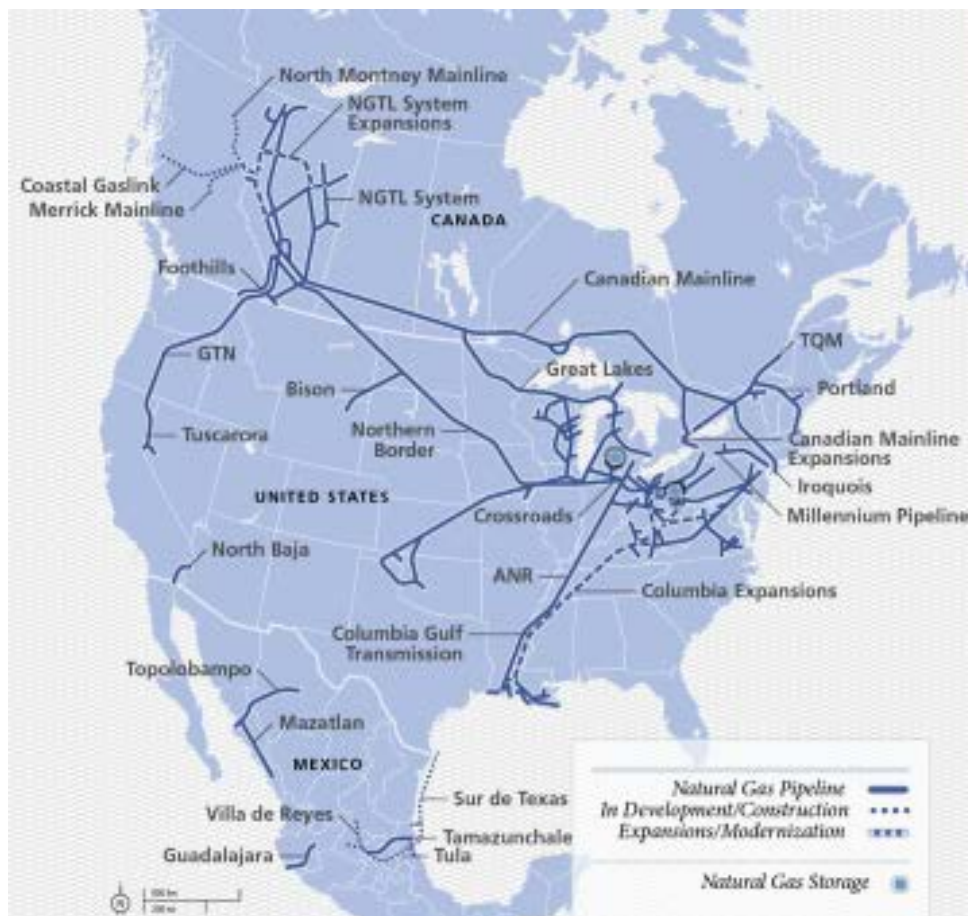 North Montney Mainline
NGTL System
Expansions
Coastal Gaslink
Merrick Mainline
NGTL System
CANADA
Foothills
Canadian Mainline
TQM
GTN
Great Lakes
Bison
Portland
Tuscarora
Northern
Border
Canadian Mainline
Expansions
Iroquois
UNITED STATES
Crossroads
Millennium Pipeline
North Baja
ANR
Columbia Expansions
Columbia Gulf
Transmission
Topolobampo
Mazatlan
MEXICO
Natural Gas Pipeline
In Development/Construction
Expansions/Modernization
Sur de Texas
Villa de Reyes
Tamazunchale
Guadalajara
Tula
Natural Gas Storage
N